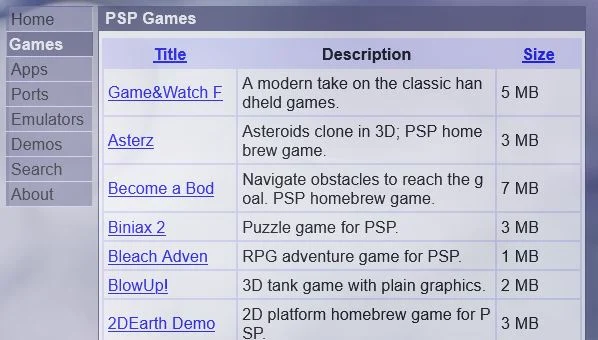 Home
Games
Apps
Ports
Emulators
Demos
Search
About
PSP Games
Title Description Size
Game&Watch F A modern take on the classic han 5 MB
dheld games.
Asterz Asteroids clone in 3D; PSP home 3 MB
brew game.
Become a Bod Navigate obstacles to reach the g 7 MB
oal. PSP homebrew game.
Biniax 2 Puzzle game for PSP. 3 MB
Bleach Adven RPG adventure game for PSP. 1 MB
BlowUp! 3D tank game with plain graphics. 2 MB
2DEarth Demo 2D platform homebrew game for P 3 MB
SP.